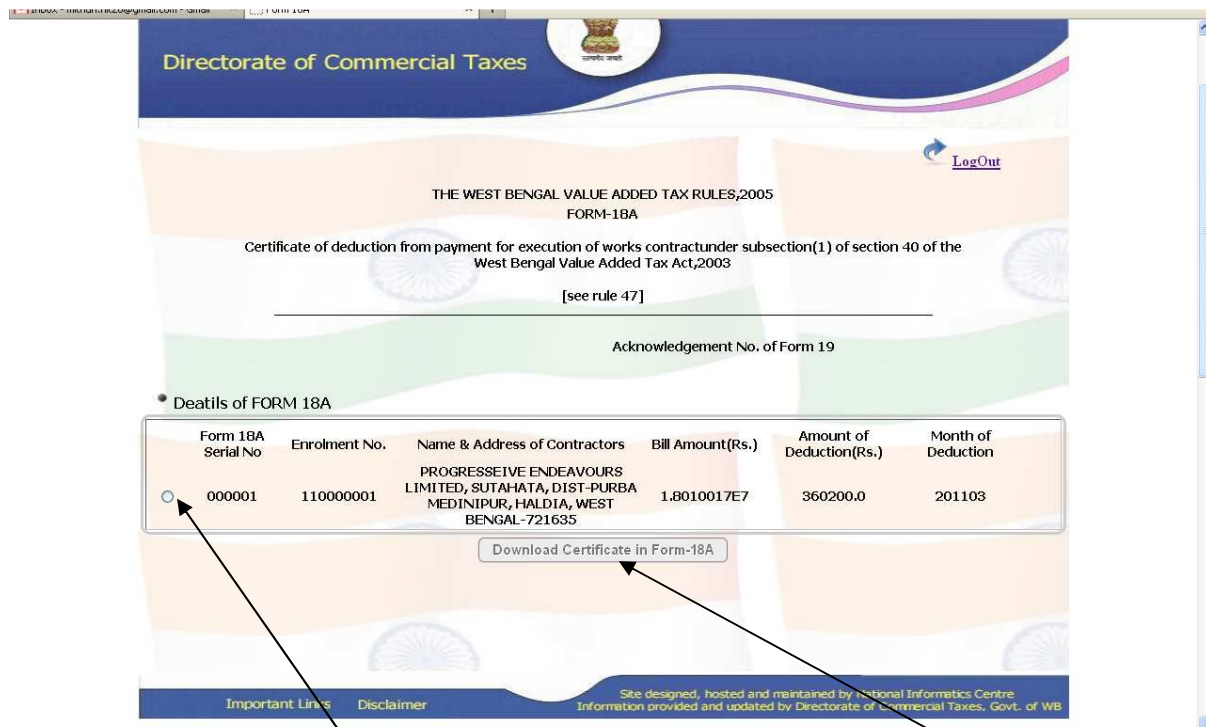 Form 18A
Directorate of Commercial Taxes
सत्यमेव जयते
LogOut
THE WEST BENGAL VALUE ADDED TAX RULES,2005
FORM-18A
Certificate of deduction from payment for execution of works contractunder subsection(1) of section 40 of the
West Bengal Value Added Tax Act,2003
[see rule 47]
Acknowledgement No. of Form 19
Deatils of FORM 18A
Form 18A Serial No Enrolment No. Name & Address of Contractors Bill Amount(Rs.) Amount of Deduction(Rs.) Month of Deduction
000001 110000001 PROGRESSEIVE ENDEAVOURS LIMITED, SUTAHATA, DIST-PURBA MEDINIPUR, HALDIA, WEST BENGAL-721635 1.8010017E7 360200.0 201103
Download Certificate in Form-18A
Important Links Disclaimer
Site designed, hosted and maintained by National Informatics Centre
Information provided and updated by Directorate of Commercial Taxes, Govt. of WB